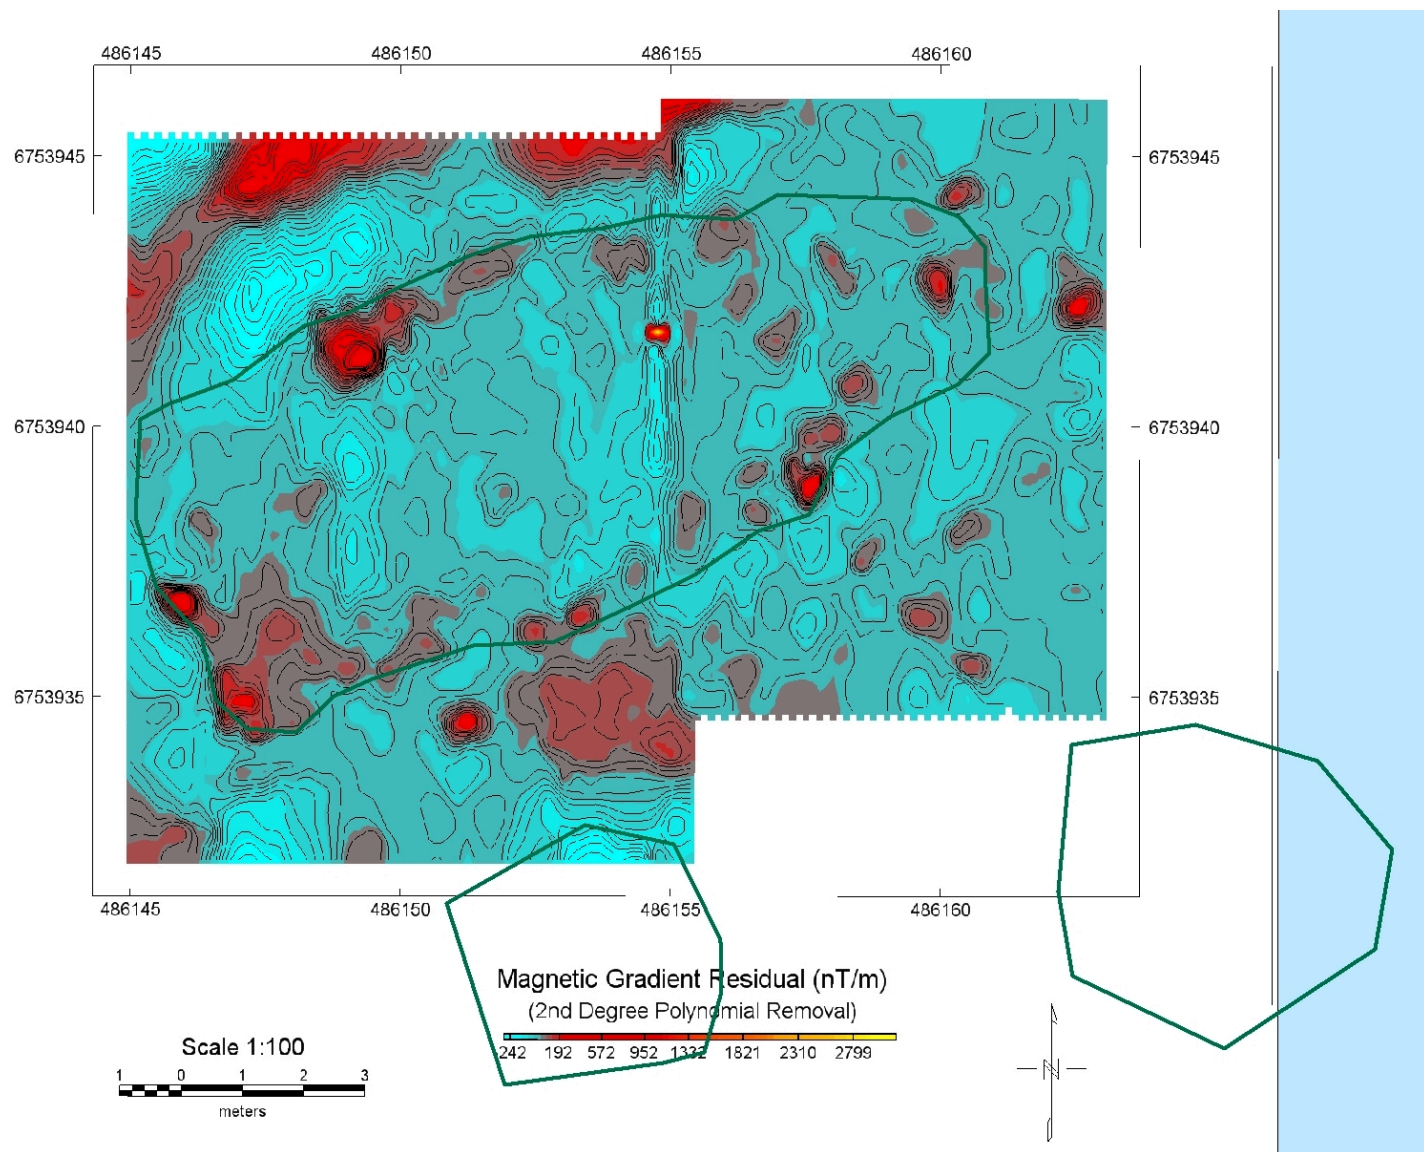 486145 486150 486155 486160
6753945 6753945
6753940 6753940
6753935 6753935
486145 486150 486155 486160
Magnetic Gradient Residual (nT/m)
(2nd Degree Polynomial Removal)
242 192 572 952 1332 1821 2310 2799
Scale 1:100
1 0 1 2 3
meters
N